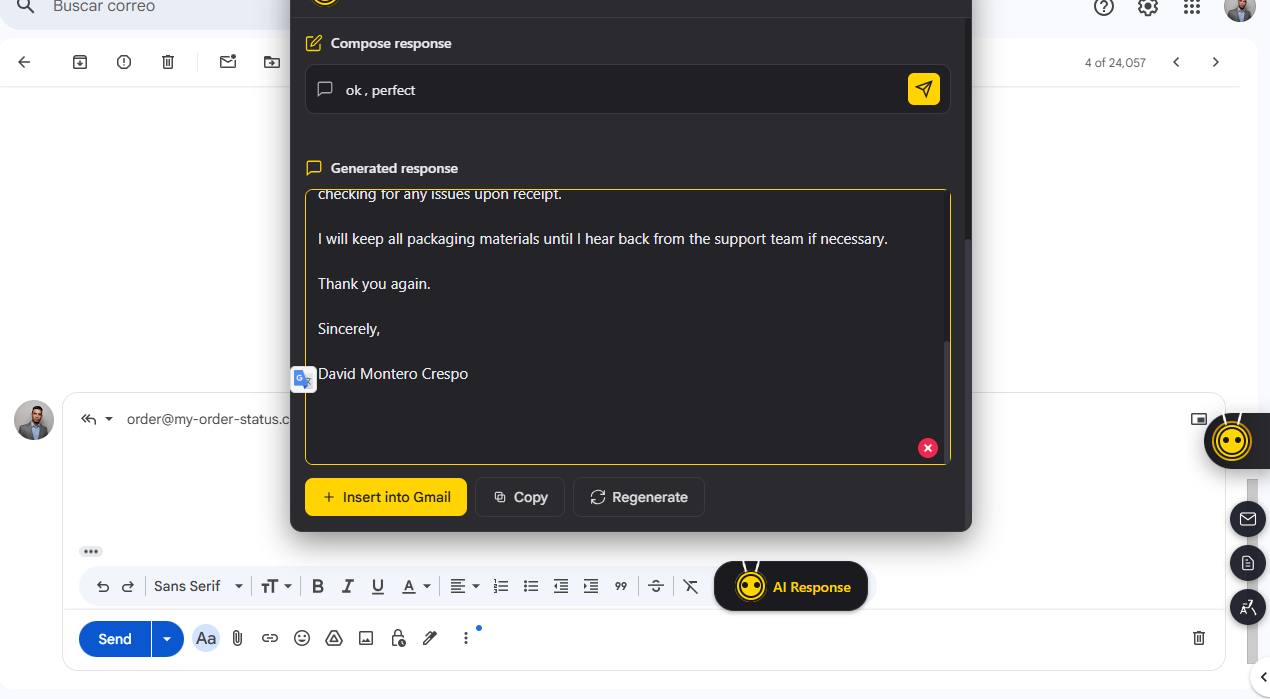 Buscar correo
Compose response
4 of 24,057
ok , perfect
Generated response
checking for any issues upon receipt.
I will keep all packaging materials until I hear back from the support team if necessary.
Thank you again.
Sincerely,
David Montero Crespo
order@my-order-status.c
+ Insert into Gmail
Copy
Regenerate
Sans Serif
B I U A
AI Response
Send
Aa